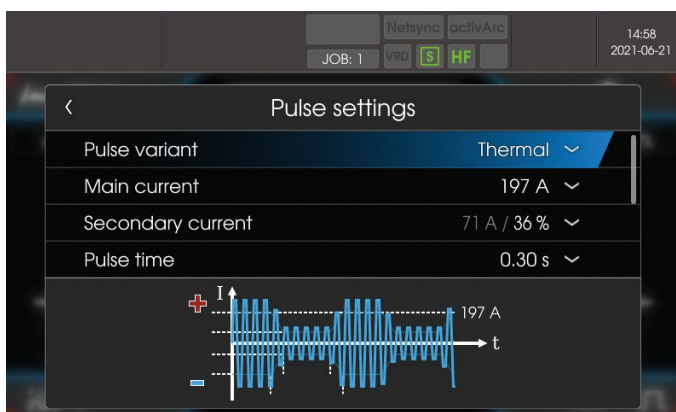 Netsync activArc
14:58
JOB: 1 VRD S HF
2021-06-21
Pulse settings
Pulse variant Thermal
Main current 197 A
Secondary current 71 A / 36 %
Pulse time 0.30 s
I
197 A
t